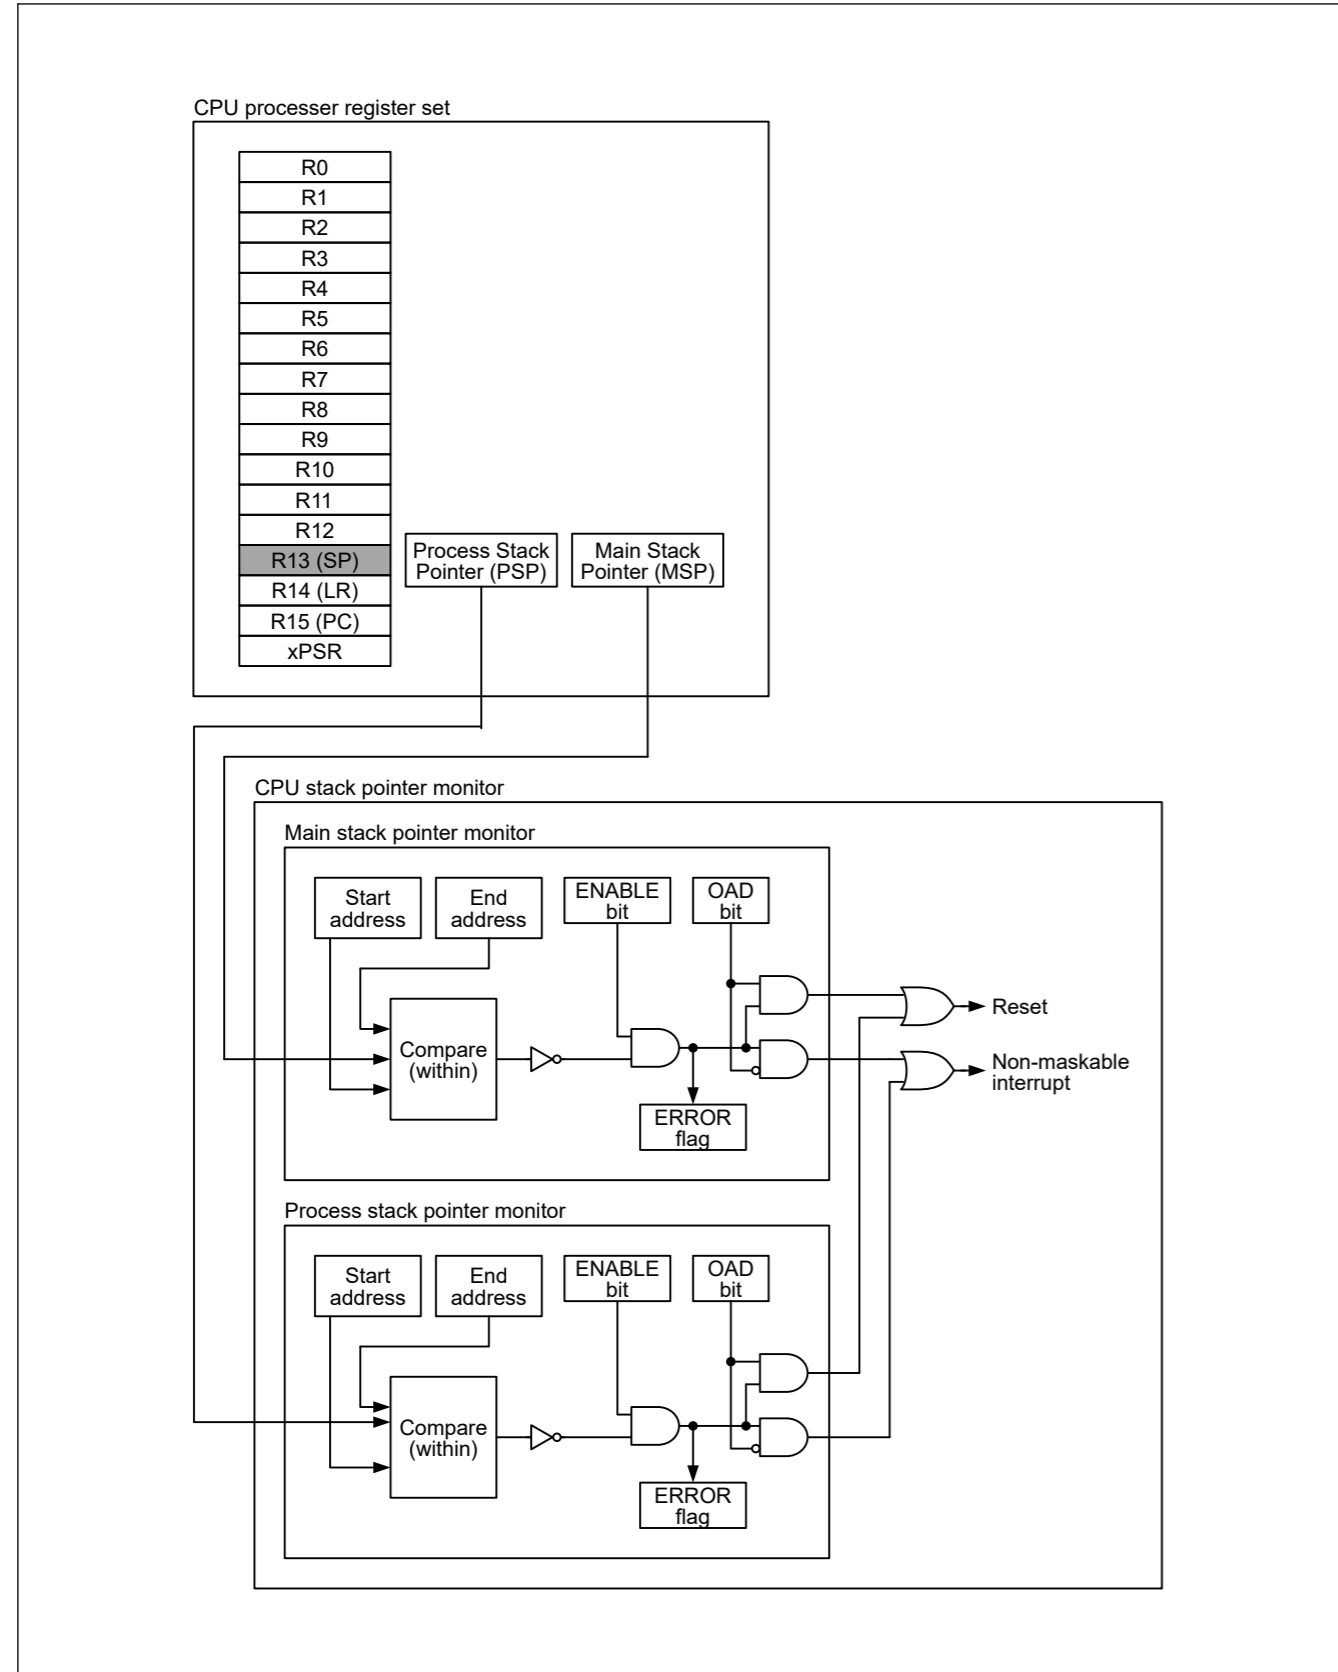 CPU processer register set
R0
R1
R2
R3
R4
R5
R6
R7
R8
R9
R10
R11
R12
R13 (SP)
R14 (LR)
R15 (PC)
xPSR
Process Stack
Pointer (PSP)
Main Stack
Pointer (MSP)
CPU stack pointer monitor
Main stack pointer monitor
Start
address
End
address
ENABLE
bit
OAD
bit
Compare
(within)
ERROR
flag
Reset
Non-maskable
interrupt
Process stack pointer monitor
Start
address
End
address
ENABLE
bit
OAD
bit
Compare
(within)
ERROR
flag